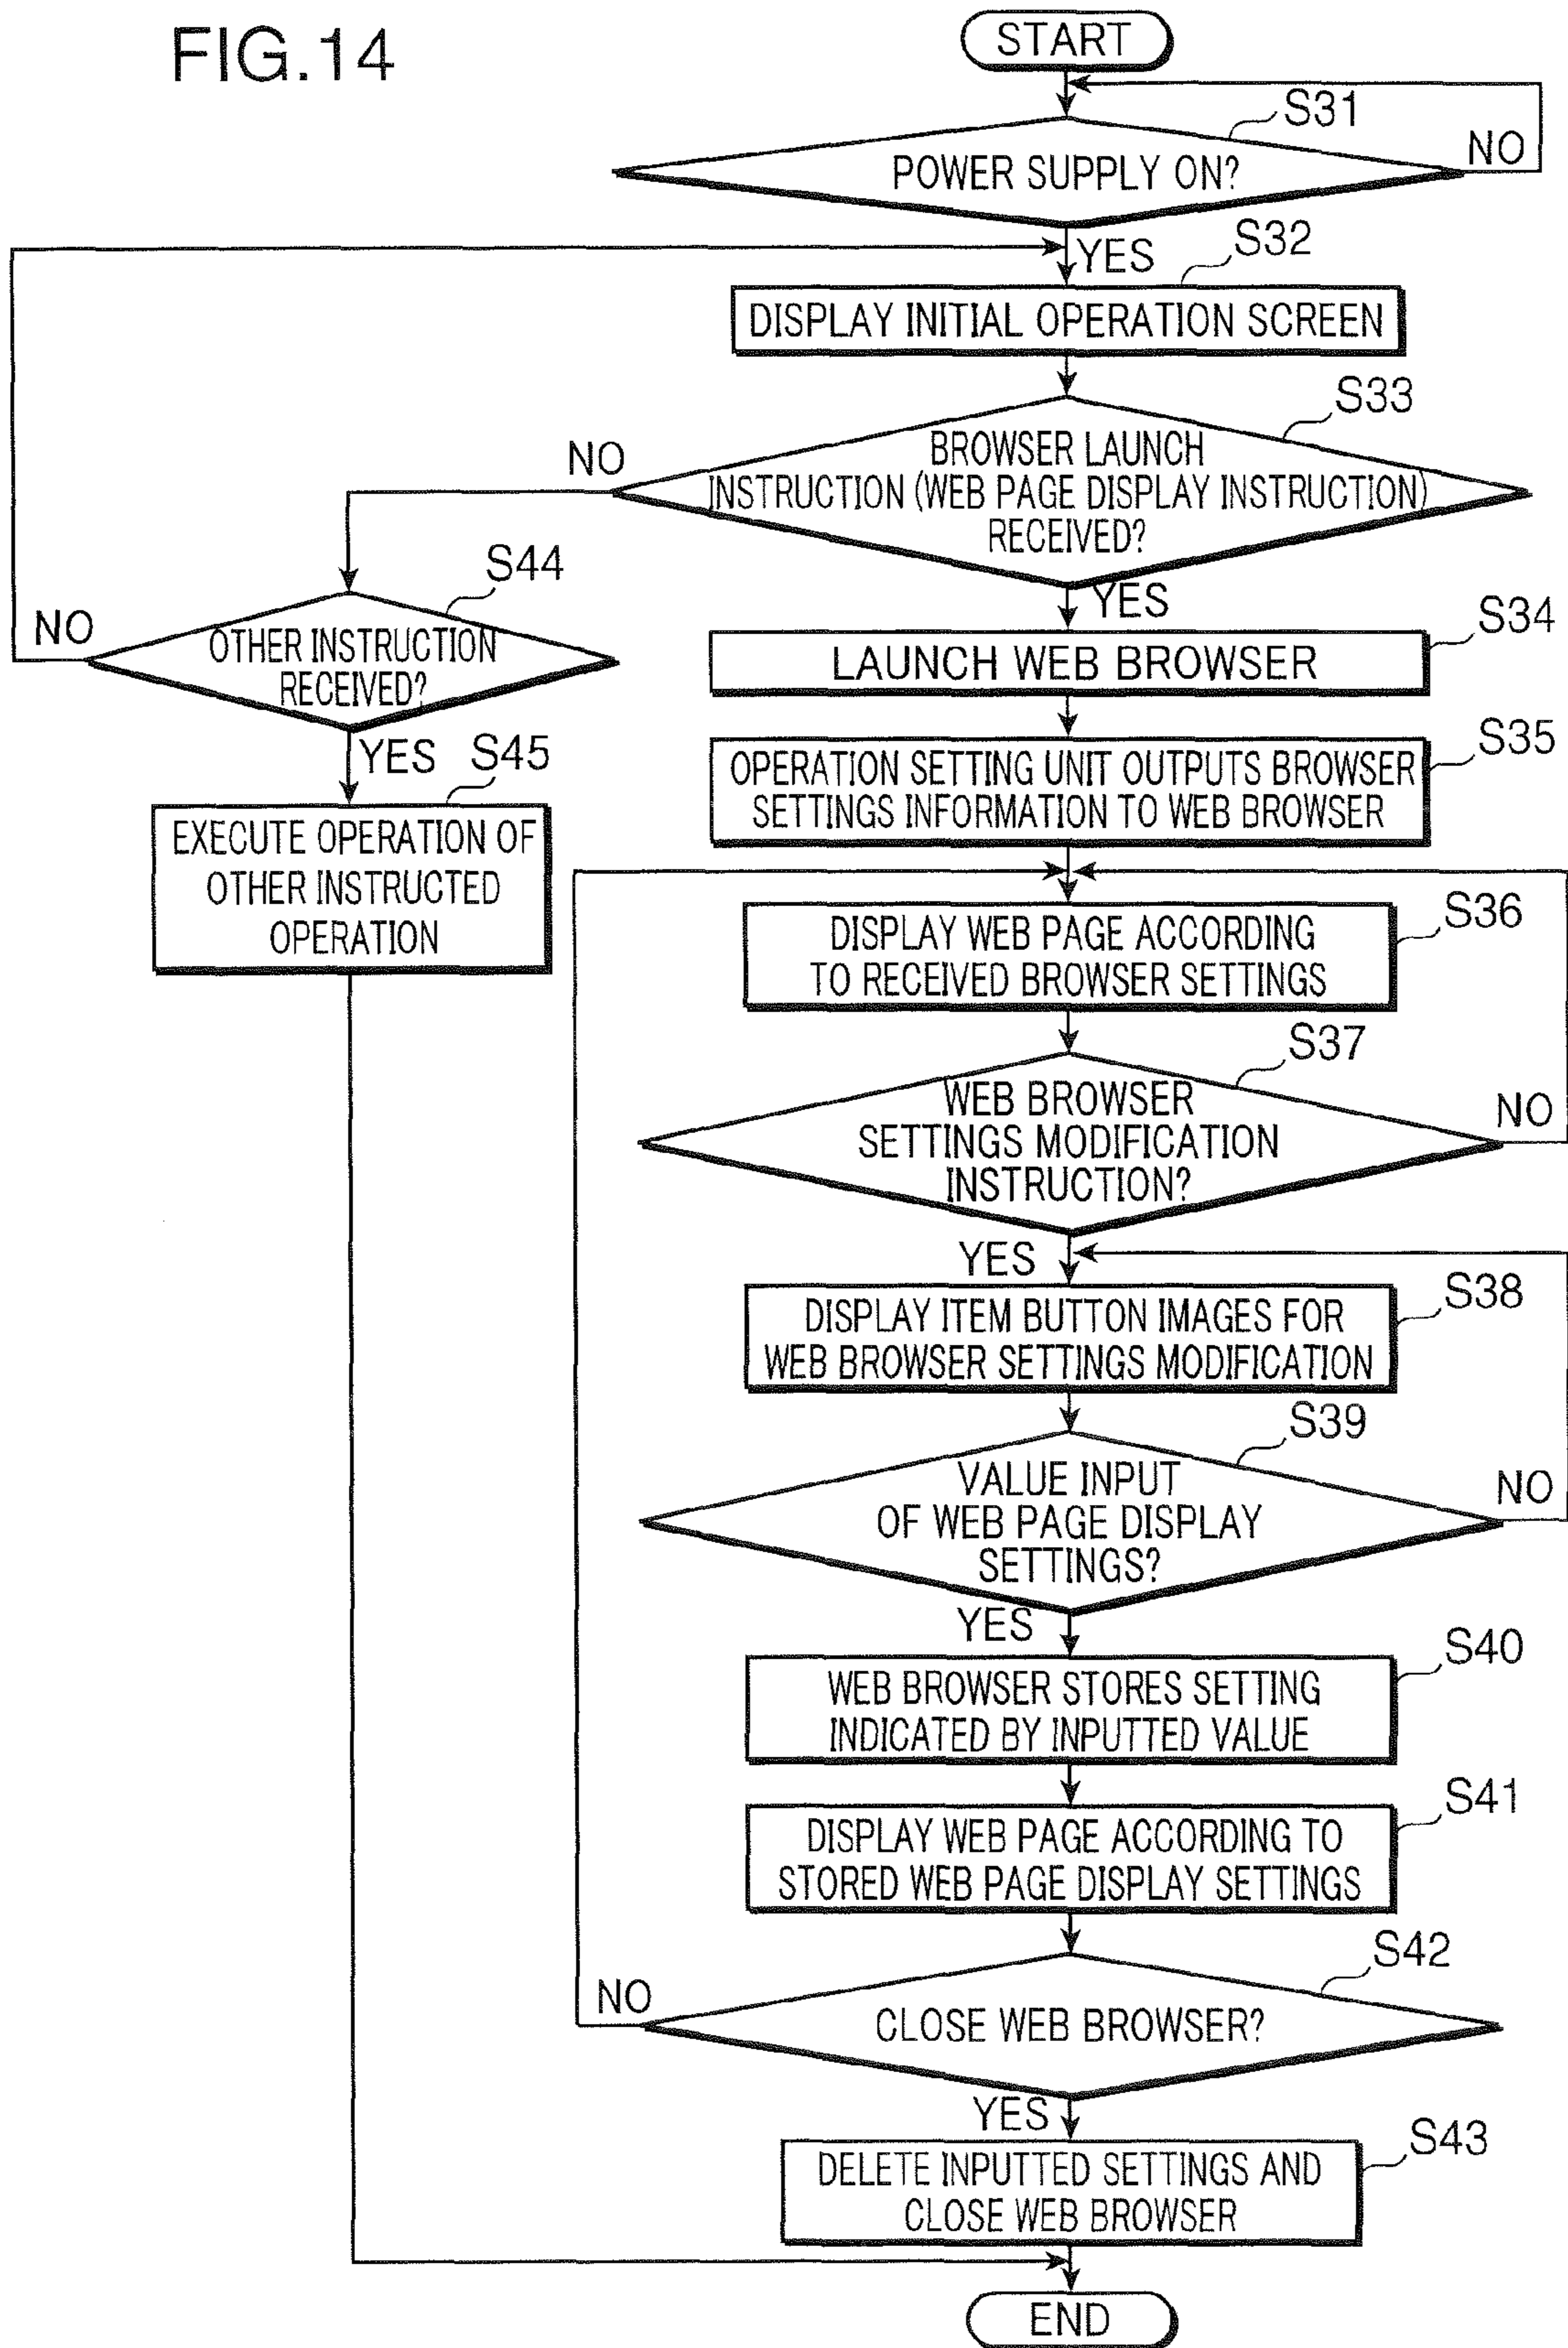 FIG.14
START
S31
POWER SUPPLY ON?
NO
YES
S32
DISPLAY INITIAL OPERATION SCREEN
S33
NO
BROWSER LAUNCH
INSTRUCTION (WEB PAGE DISPLAY INSTRUCTION)
RECEIVED?
S44
YES
NO
OTHER INSTRUCTION
RECEIVED?
S34
LAUNCH WEB BROWSER
YES
S45
EXECUTE OPERATION OF
OTHER INSTRUCTED
OPERATION
S35
OPERATION SETTING UNIT OUTPUTS BROWSER
SETTINGS INFORMATION TO WEB BROWSER
S36
DISPLAY WEB PAGE ACCORDING
TO RECEIVED BROWSER SETTINGS
S37
WEB BROWSER
SETTINGS MODIFICATION
INSTRUCTION?
NO
YES
S38
DISPLAY ITEM BUTTON IMAGES FOR
WEB BROWSER SETTINGS MODIFICATION
S39
VALUE INPUT
OF WEB PAGE DISPLAY
SETTINGS?
NO
YES
S40
WEB BROWSER STORES SETTING
INDICATED BY INPUTTED VALUE
S41
DISPLAY WEB PAGE ACCORDING TO
STORED WEB PAGE DISPLAY SETTINGS
S42
NO
CLOSE WEB BROWSER?
YES
S43
DELETE INPUTTED SETTINGS AND
CLOSE WEB BROWSER
END